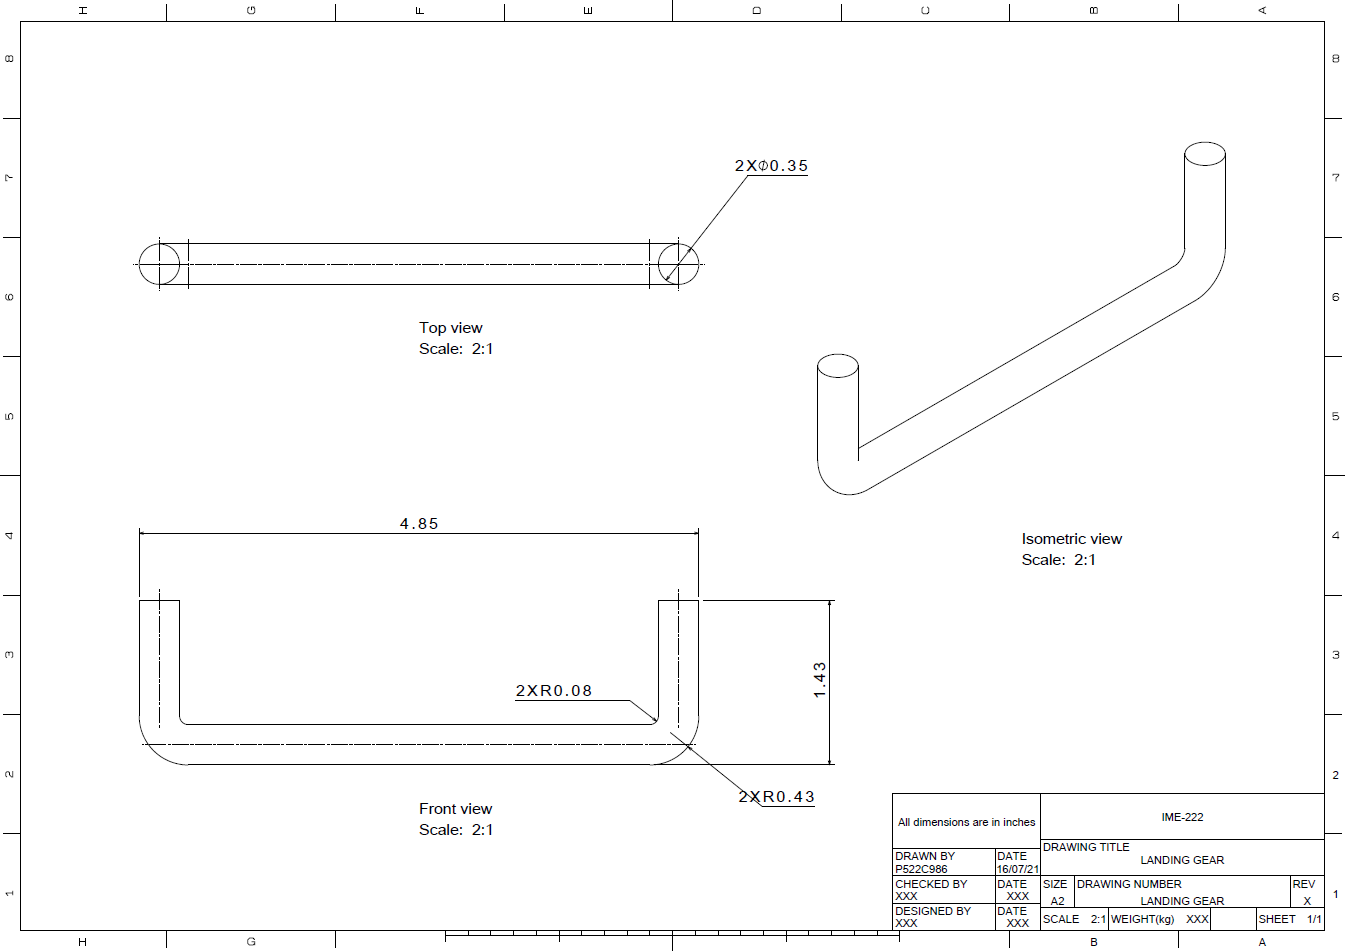 H G F E D C B A
8 8
7 7
6 6
5 5
4 4
3 3
2 2
1 1
2X∅0.35
Top view
Scale: 2:1
Isometric view
Scale: 2:1
4.85
1.43
2XR0.08
2XR0.43
Front view
Scale: 2:1
All dimensions are in inches
IME-222
DRAWING TITLE
LANDING GEAR
DRAWN BY
P522C986
DATE
16/07/21
CHECKED BY
XXX
DATE
XXX
SIZE
A2
DRAWING NUMBER
LANDING GEAR
REV
X
DESIGNED BY
XXX
DATE
XXX
SCALE 2:1
WEIGHT(kg) XXX
SHEET 1/1
H G B A